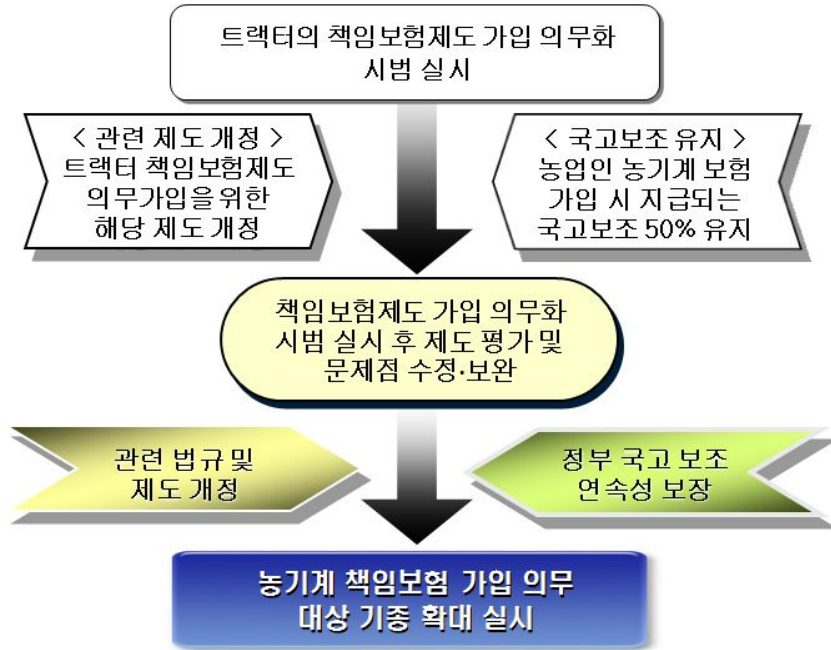 트랙터의 책임보험제도 가입 의무화
시범 실시
< 관련 제도 개정 >
트랙터 책임보험제도
의무가입을 위한
해당 제도 개정
< 국고보조 유지 >
농업인 농기계 보험
가입 시 지급되는
국고보조 50% 유지
책임보험제도 가입 의무화
시범 실시 후 제도 평가 및
문제점 수정·보완
관련 법규 및
제도 개정
정부 국고 보조
연속성 보장
농기계 책임보험 가입 의무
대상 기종 확대 실시